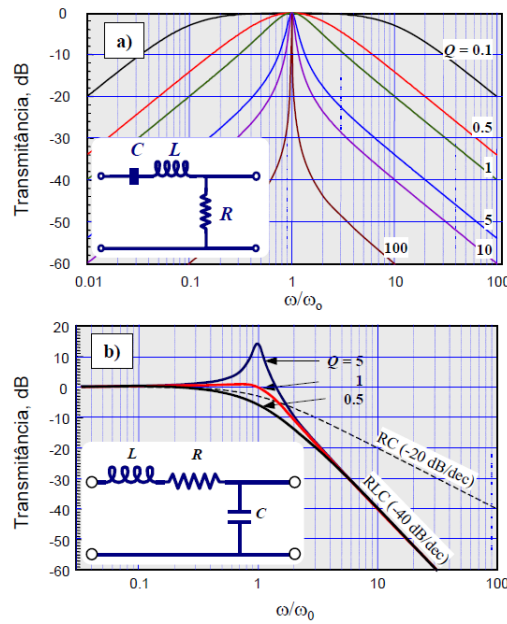 a)
Transmitância, dB
0
-10
-20
-30
-40
-50
-60
Q = 0.1
0.5
1
5
10
100
C
L
R
0.01
0.1
1
10
100
ω/ωo
b)
Transmitância, dB
20
10
0
-10
-20
-30
-40
-50
-60
Q = 5
1
0.5
RC (-20 dB/dec)
RLC (-40 dB/dec)
L
R
C
0.1
1
10
100
ω/ω0